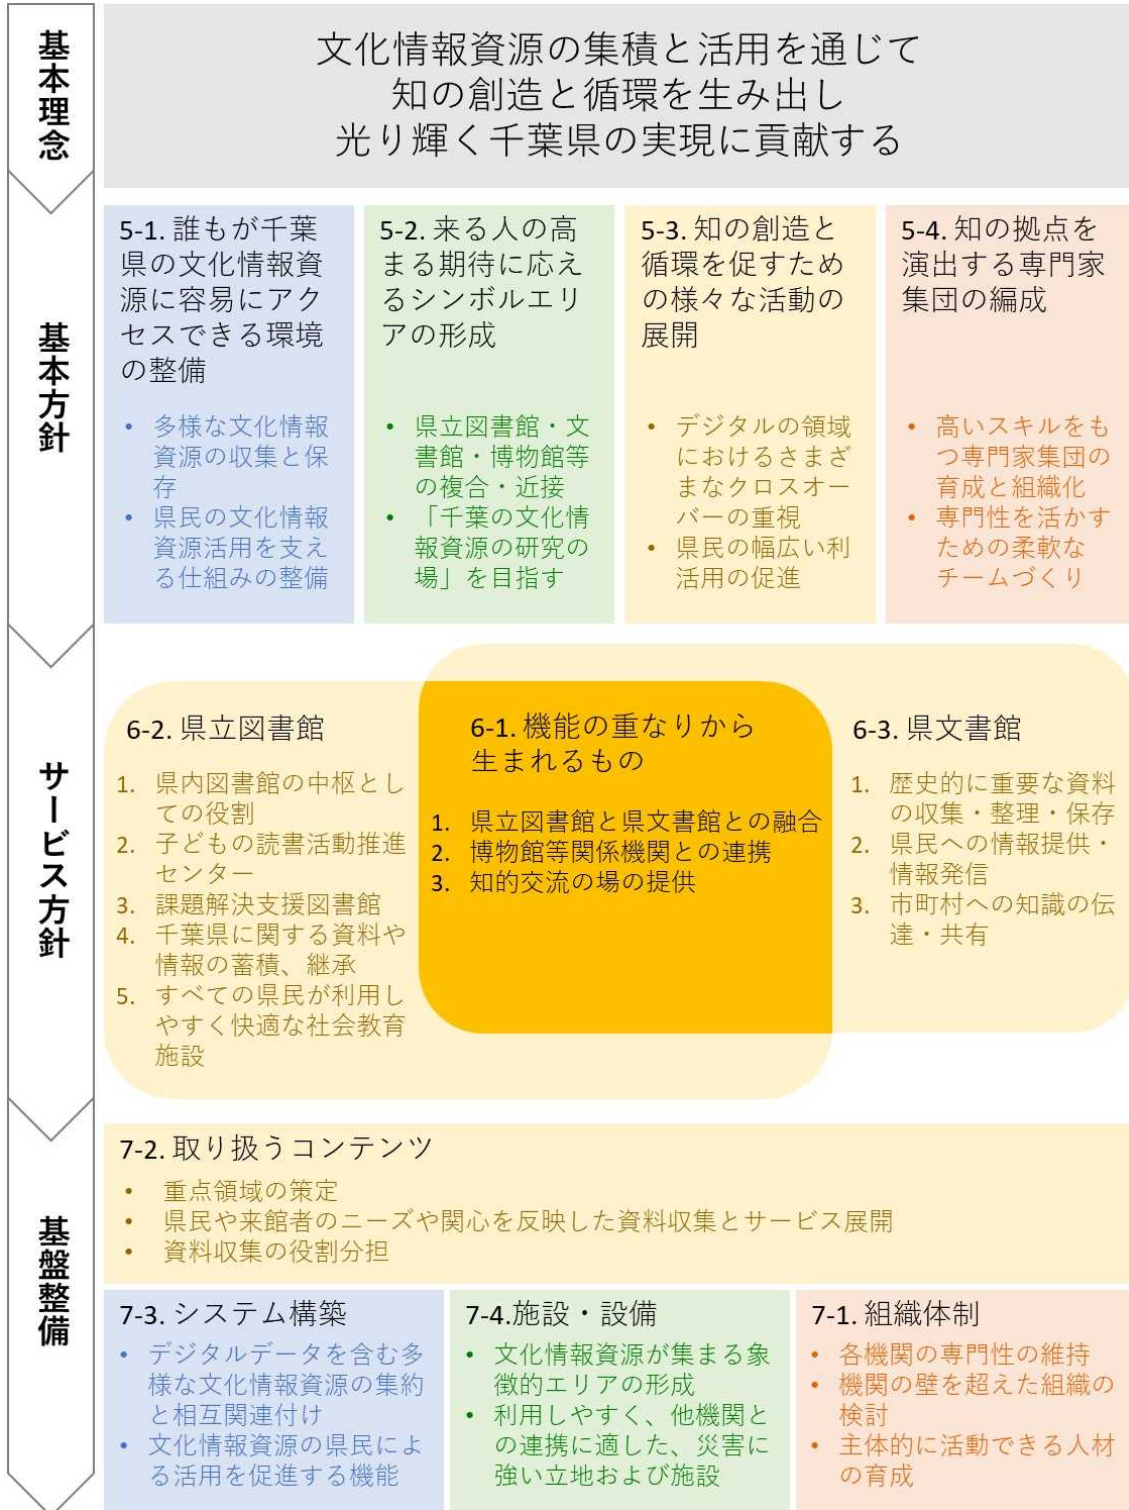 基本理念
文化情報資源の集積と活用を通じて
知の創造と循環を生み出し
光り輝く千葉県の実現に貢献する
基本方針
5-1. 誰もが千葉
県の文化情報資
源に容易にアク
セスできる環境
の整備
• 多様な文化情報
資源の収集と保
存
• 県民の文化情報
資源活用を支え
る仕組みの整備
5-2. 来る人の高
まる期待に応え
るシンボルエリ
アの形成
• 県立図書館・文
書館・博物館等
の複合・近接
• 「千葉の文化情
報資源の研究の
場」を目指す
5-3. 知の創造と
循環を促すため
の様々な活動の
展開
• デジタルの領域
におけるさまざ
まなクロスオー
バーの重視
• 県民の幅広い利
活用の促進
5-4. 知の拠点を
演出する専門家
集団の編成
• 高いスキルをも
つ専門家集団の
育成と組織化
• 専門性を活かす
ための柔軟な
チームづくり
サービス方針
6-2. 県立図書館
1. 県内図書館の中枢とし
ての役割
2. 子どもの読書活動推進
センター
3. 課題解決支援図書館
4. 千葉県に関する資料や
情報の蓄積、継承
5. すべての県民が利用し
やすく快適な社会教育
施設
6-1. 機能の重なりから
生まれるもの
1. 県立図書館と県文書館との融合
2. 博物館等関係機関との連携
3. 知的交流の場の提供
6-3. 県文書館
1. 歴史的に重要な資料
の収集・整理・保存
2. 県民への情報提供・
情報発信
3. 市町村への知識の伝
達・共有
基盤整備
7-2. 取り扱うコンテンツ
• 重点領域の策定
• 県民や来館者のニーズや関心を反映した資料収集とサービス展開
• 資料収集の役割分担
7-3. システム構築
• デジタルデータを含む多
様な文化情報資源の集約
と相互関連付け
• 文化情報資源の県民によ
る活用を促進する機能
7-4.施設・設備
• 文化情報資源が集まる象
徴的エリアの形成
• 利用しやすく、他機関と
の連携に適した、災害に
強い立地および施設
7-1. 組織体制
• 各機関の専門性の維持
• 機関の壁を超えた組織の
検討
• 主体的に活動できる人材
の育成